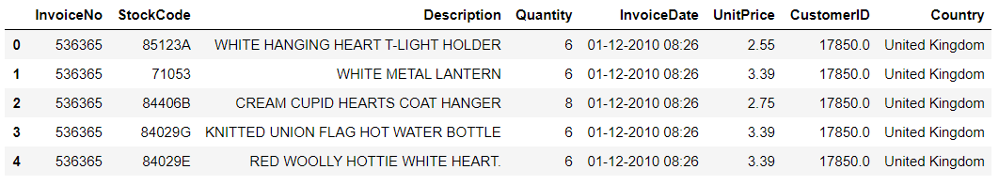 InvoiceNo StockCode Description Quantity InvoiceDate UnitPrice CustomerID Country
0 536365 85123A WHITE HANGING HEART T-LIGHT HOLDER 6 01-12-2010 08:26 2.55 17850.0 United Kingdom
1 536365 71053 WHITE METAL LANTERN 6 01-12-2010 08:26 3.39 17850.0 United Kingdom
2 536365 84406B CREAM CUPID HEARTS COAT HANGER 8 01-12-2010 08:26 2.75 17850.0 United Kingdom
3 536365 84029G KNITTED UNION FLAG HOT WATER BOTTLE 6 01-12-2010 08:26 3.39 17850.0 United Kingdom
4 536365 84029E RED WOOLLY HOTTIE WHITE HEART. 6 01-12-2010 08:26 3.39 17850.0 United Kingdom